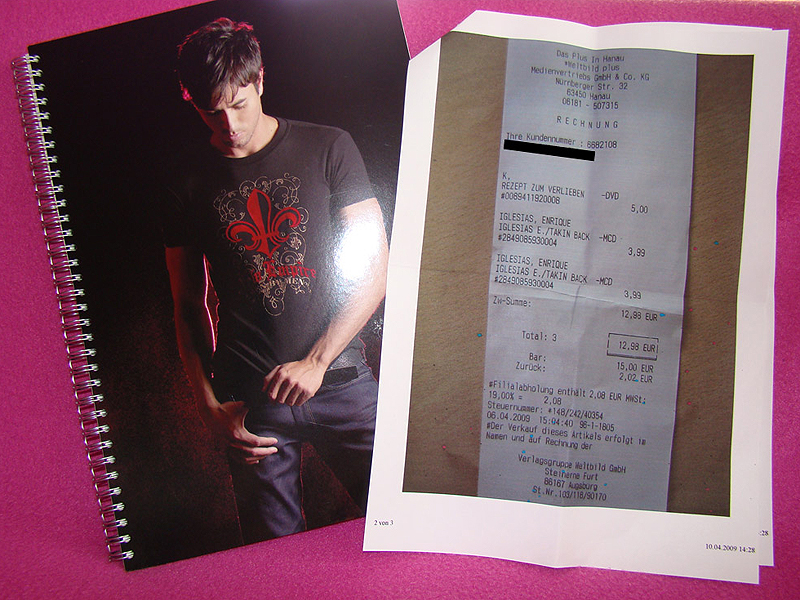 Das Plus in Hanau
*Weltbild plus
Medienvertriebs GmbH & Co. KG
Nürnberger Str. 32
63450 Hanau
06181 - 507315
R E C H N U N G
Ihre Kundennummer : 6882108
K.
REZEPT ZUM VERLIEBEN -DVD
#0069411920008
5,00
IGLESIAS, ENRIQUE
IGLESIAS E./TAKIN BACK -MCD
#2849085930004
3,99
IGLESIAS, ENRIQUE
IGLESIAS E./TAKIN BACK -MCD
#2849085930004
3,99
Zw-Summe:
12,98 EUR
Total: 3 12,98 EUR
Bar: 15,00 EUR
Zurück: 2,02 EUR
#Filialabholung enthält 2,08 EUR MWSt;
19,00% = 2,08
Steuernummer: *148/242/40354
06.04.2009 15:04:40 96-1-1805
#Der Verkauf dieses Artikels erfolgt im
Namen und auf Rechnung der
Verlagsgruppe Weltbild GmbH
Steinerne Furt
86167 Augsburg
St.Nr.103/118/90170
2 von 3
10.04.2009 14:28
:28